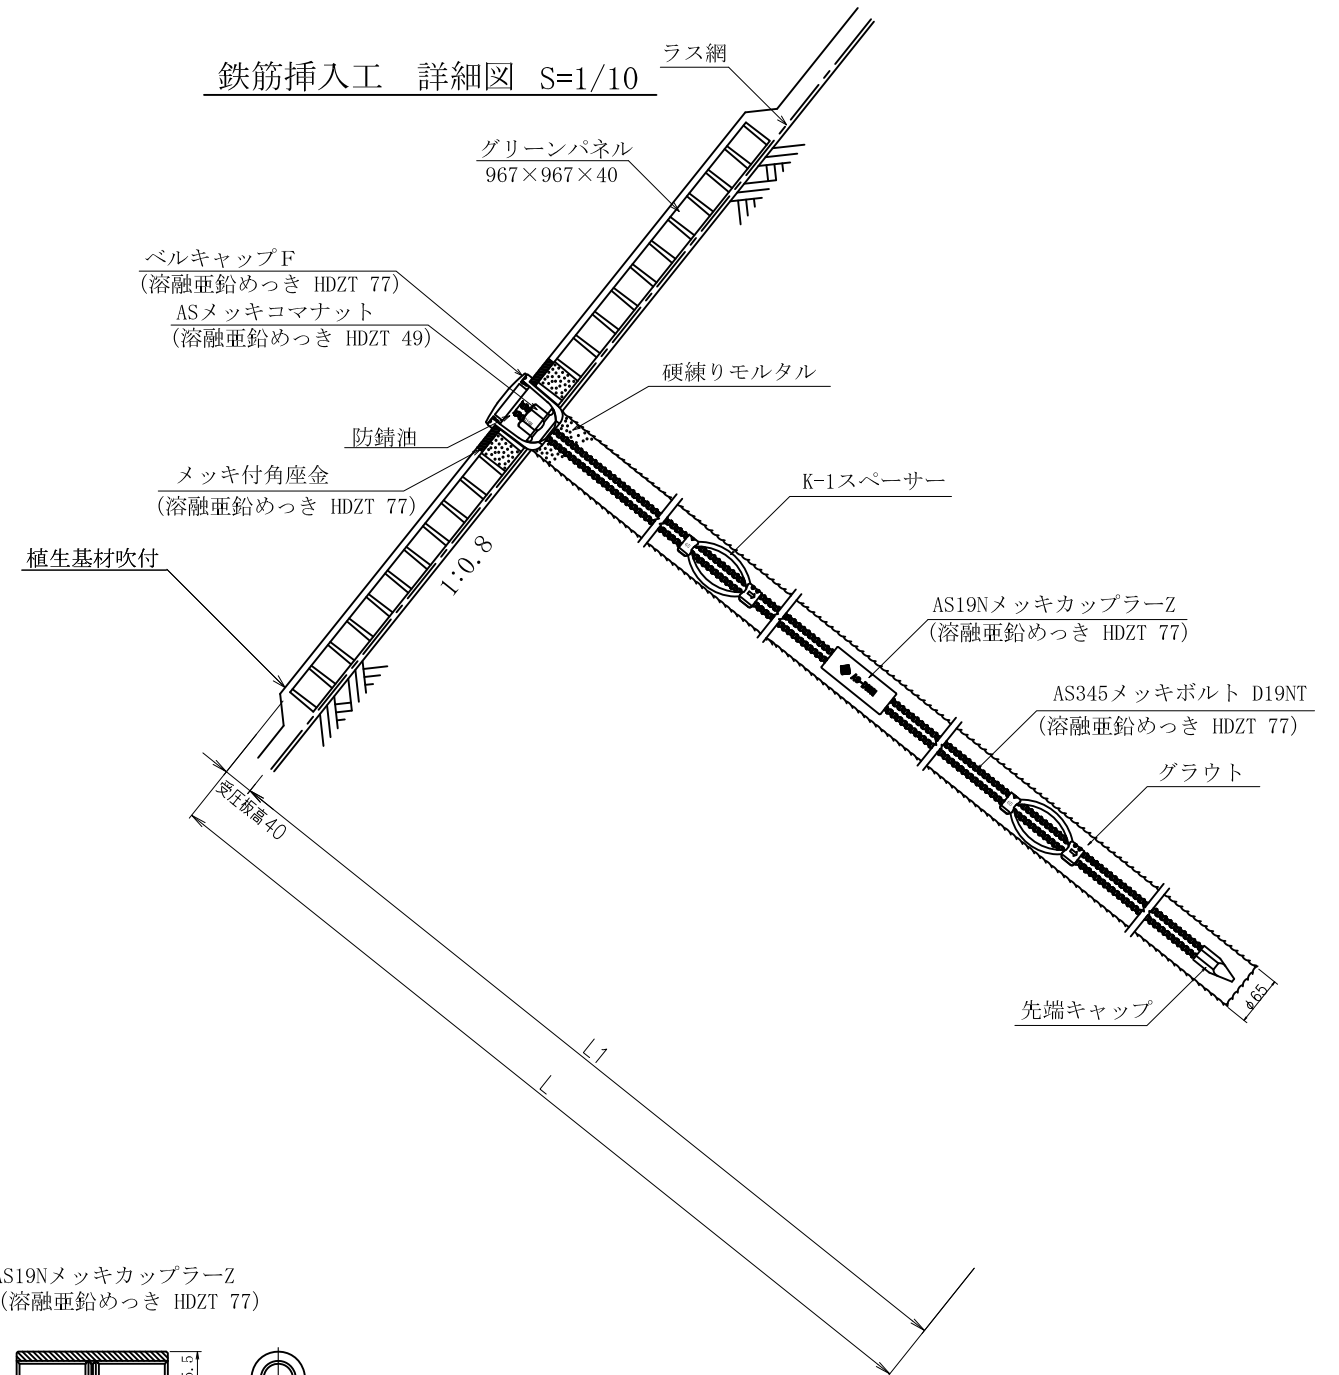 鉄筋挿入工　詳細図 S=1/10
ラス網
グリーンパネル
967×967×40
ベルキャップF
(溶融亜鉛めっき HDZT 77)
ASメッキコマナット
(溶融亜鉛めっき HDZT 49)
硬練りモルタル
防錆油
メッキ付角座金
(溶融亜鉛めっき HDZT 77)
K-1スペーサー
植生基材吹付
1:0.8
AS19NメッキカップラーZ
(溶融亜鉛めっき HDZT 77)
AS345メッキボルト D19NT
(溶融亜鉛めっき HDZT 77)
グラウト
受圧板高40
φ65
先端キャップ
L1
L
AS19NメッキカップラーZ
(溶融亜鉛めっき HDZT 77)